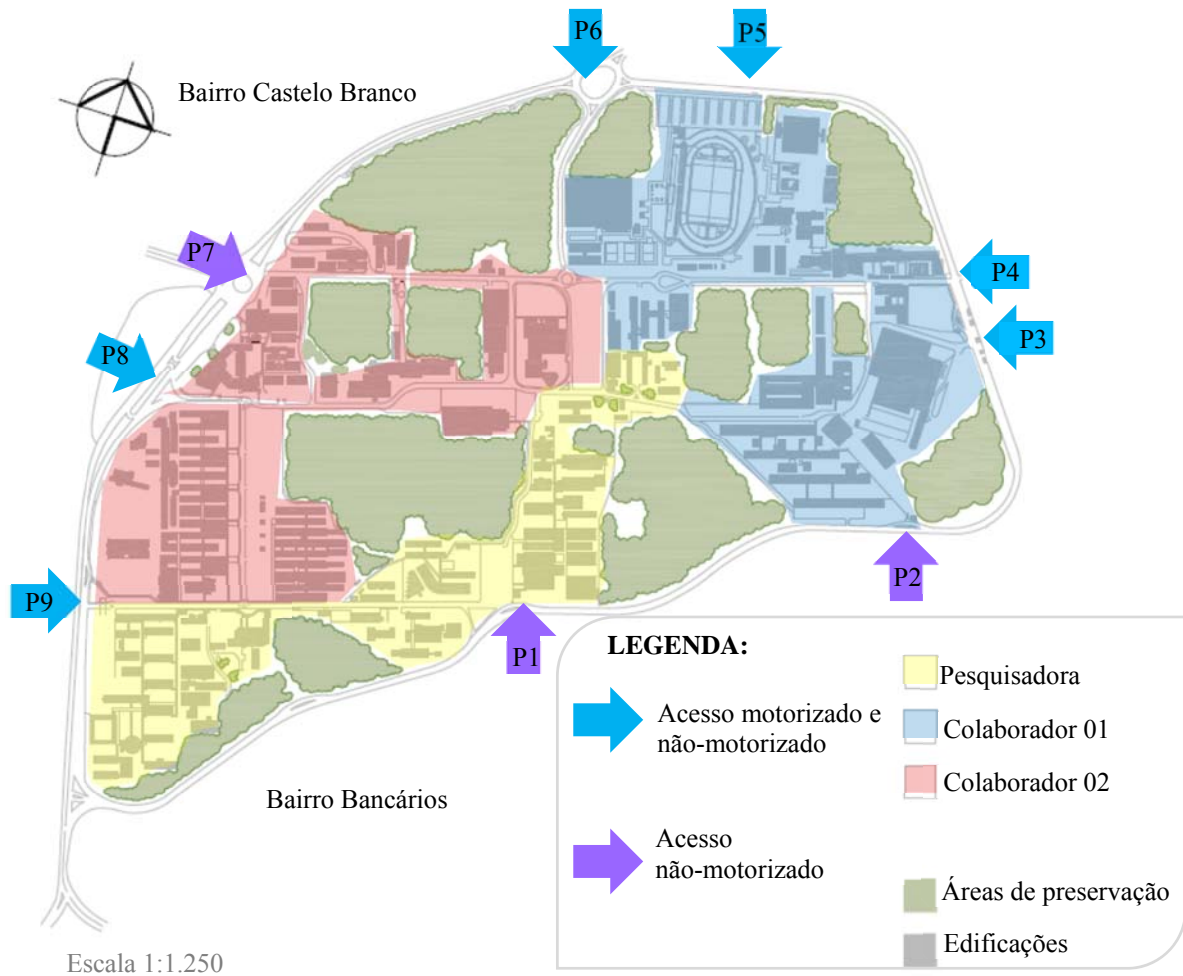 P6
P5
Bairro Castelo Branco
P7
P4
P3
P8
P9
P2
P1
LEGENDA:
Pesquisadora
Acesso motorizado e
não-motorizado
Colaborador 01
Colaborador 02
Bairro Bancários
Acesso
não-motorizado
Áreas de preservação
Edificações
Escala 1:1.250